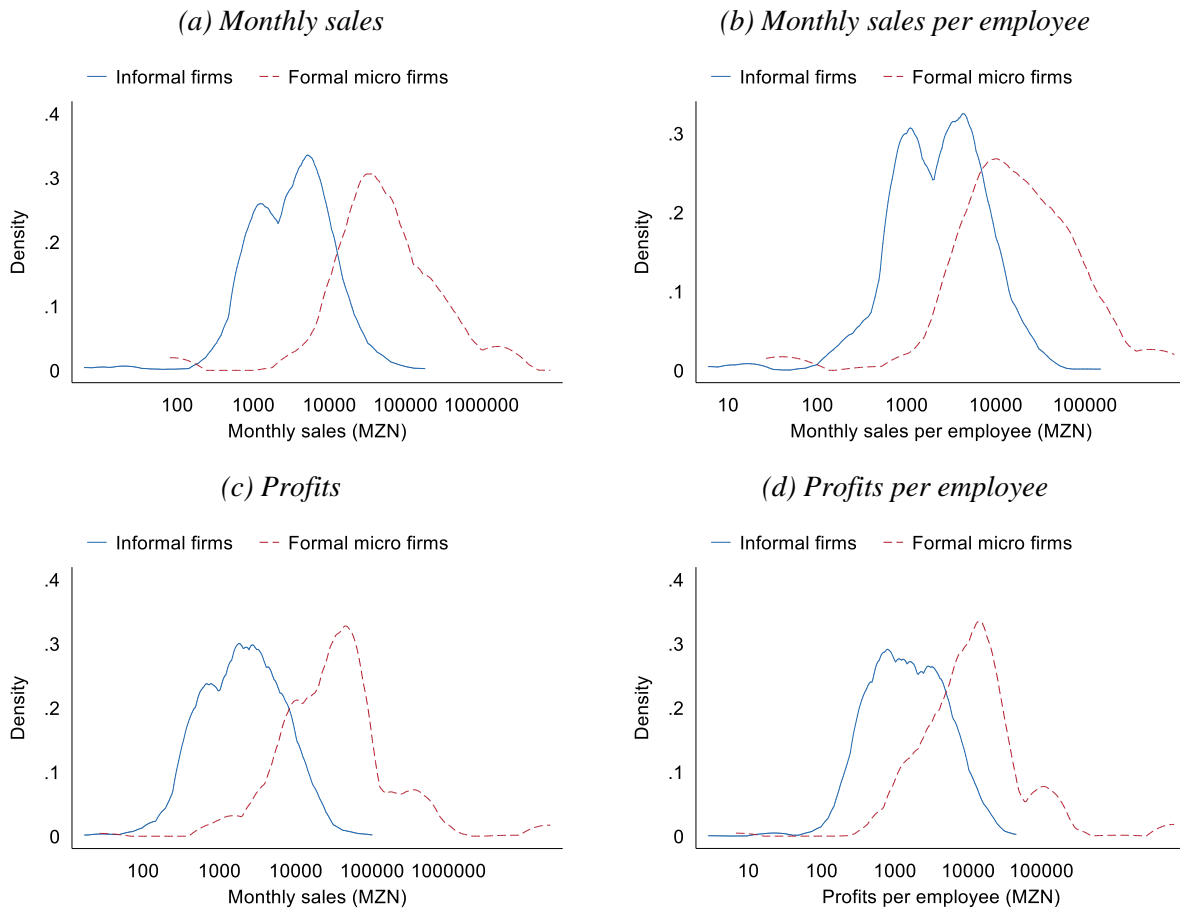 (a) Monthly sales
Informal firms Formal micro firms
.4
.3
.2
.1
0
Density
100 1000 10000 100000 1000000
Monthly sales (MZN)
(b) Monthly sales per employee
Informal firms Formal micro firms
.3
.2
.1
0
Density
10 100 1000 10000 100000
Monthly sales per employee (MZN)
(c) Profits
Informal firms Formal micro firms
.4
.3
.2
.1
0
Density
100 1000 10000 100000 1000000
Monthly sales (MZN)
(d) Profits per employee
Informal firms Formal micro firms
.4
.3
.2
.1
0
Density
10 100 1000 10000 100000
Profits per employee (MZN)